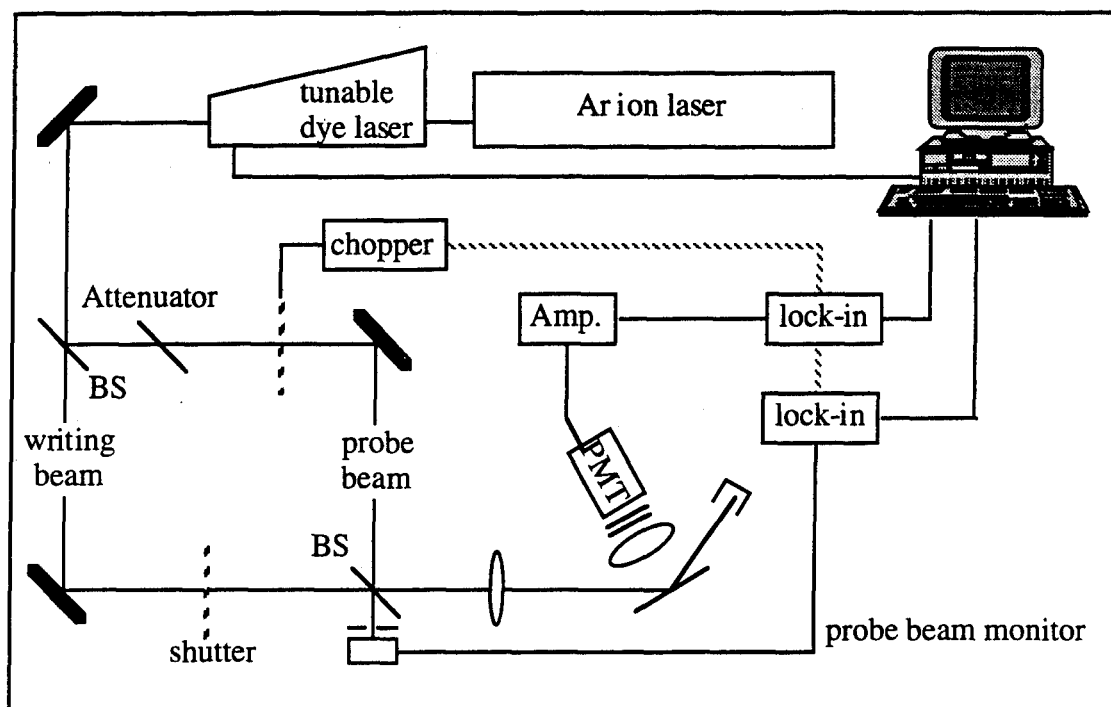 tunable
dye laser
Ar ion laser
chopper
Attenuator
Amp.
lock-in
BS
lock-in
writing
beam
probe
beam
PMT
BS
shutter
probe beam monitor